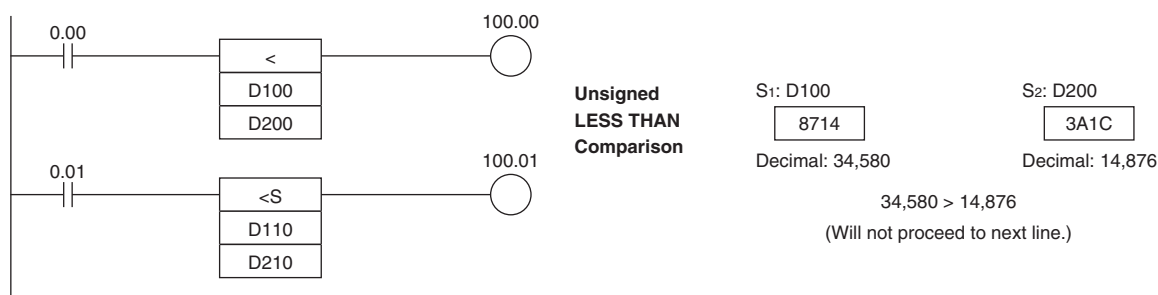 0.00
100.00
<
D100
D200
0.01
100.01
<S
D110
D210
Unsigned
LESS THAN
Comparison
S1: D100
8714
Decimal: 34,580
S2: D200
3A1C
Decimal: 14,876
34,580 > 14,876
(Will not proceed to next line.)